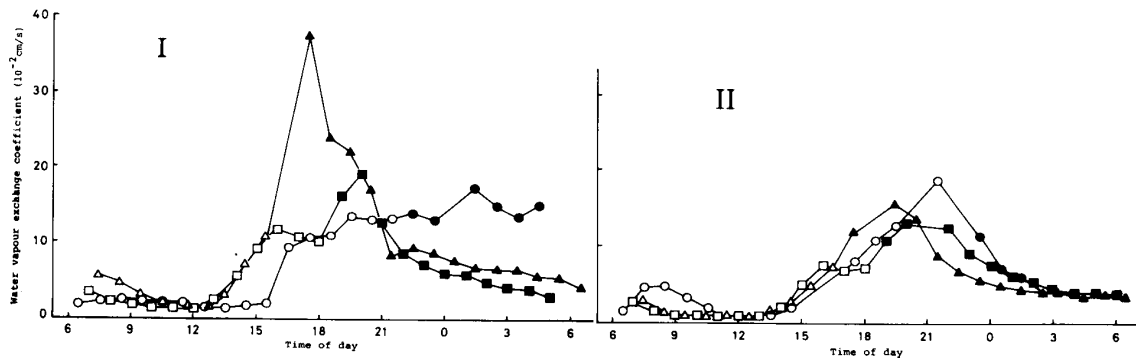 Water vapour exchange coefficient (10⁻²cm/s)
40
30
20
10
0
I
6 9 12 15 18 21 0 3 6
Time of day
II
6 9 12 15 18 21 0 3 6
Time of day